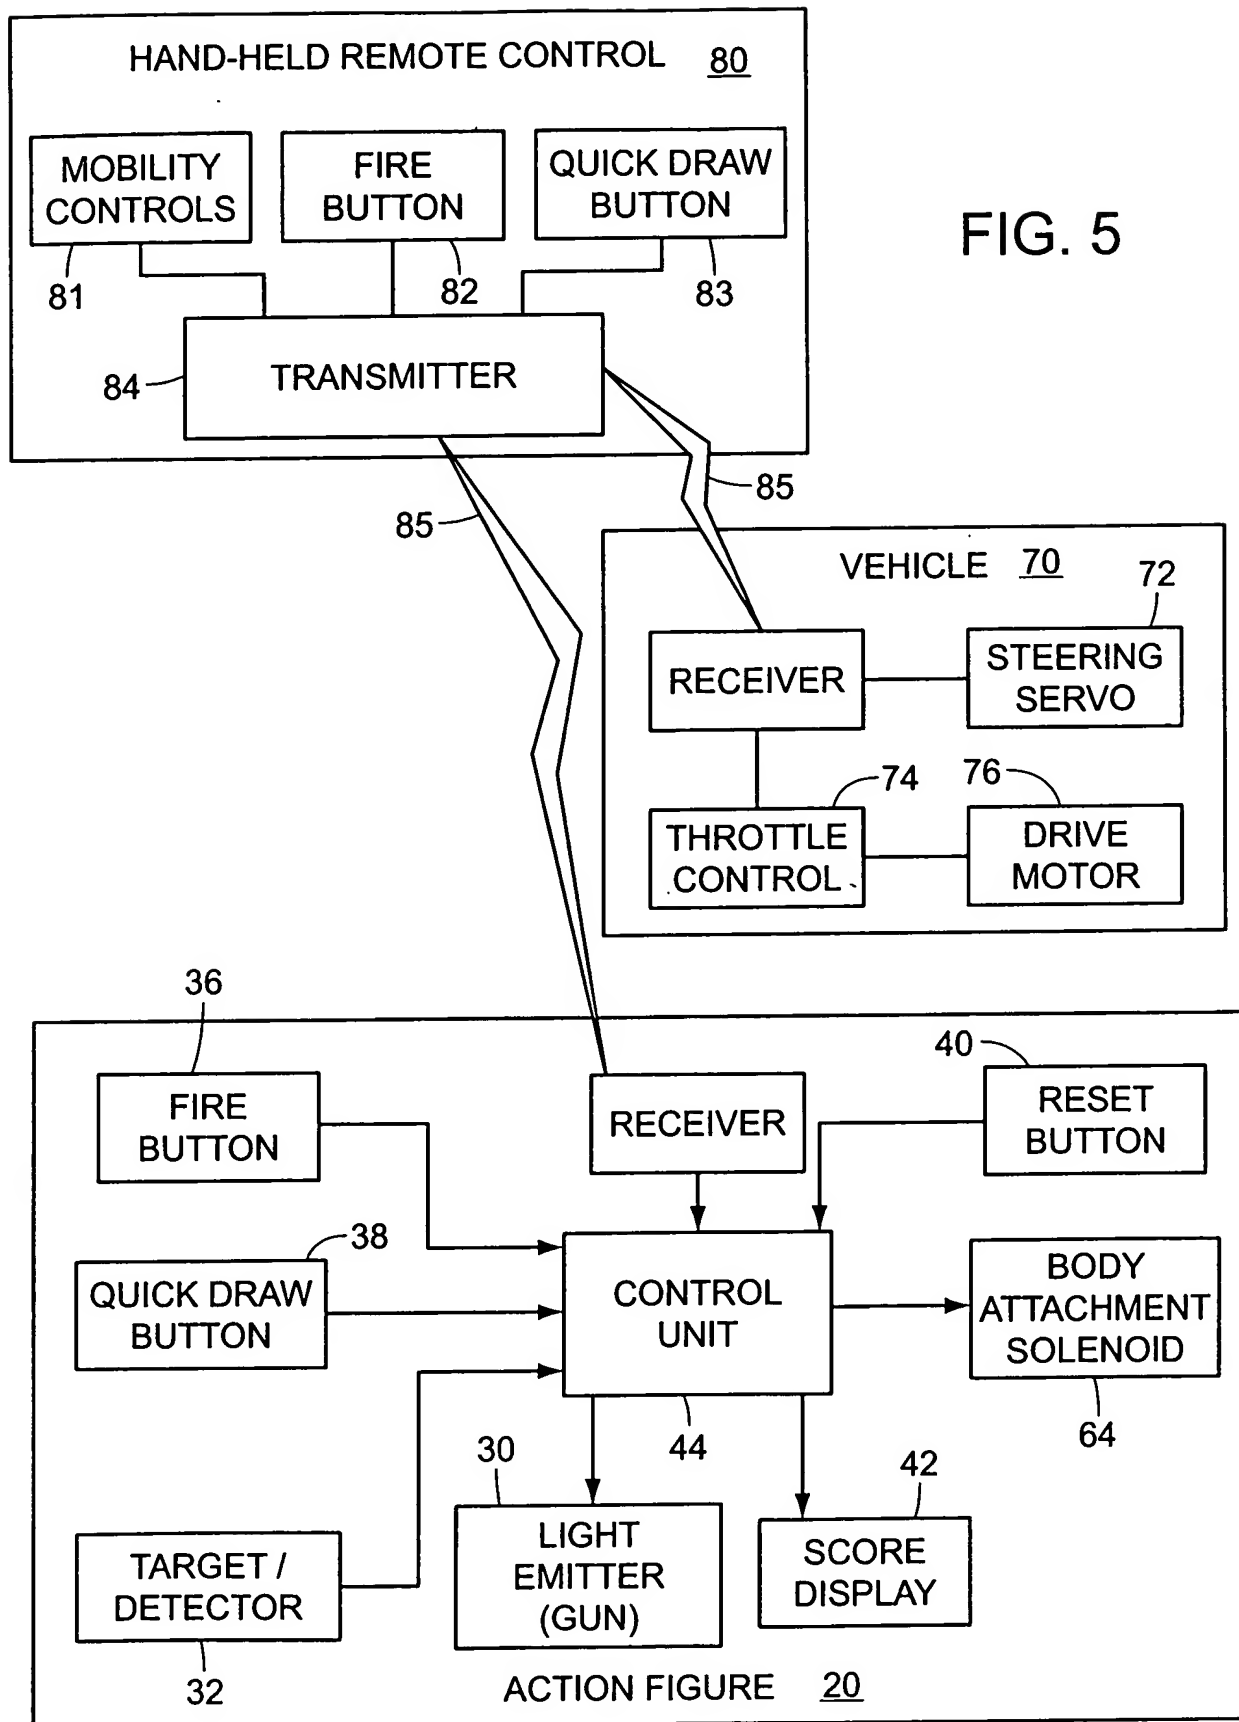 HAND-HELD REMOTE CONTROL 80
MOBILITY
CONTROLS
FIRE
BUTTON
QUICK DRAW
BUTTON
FIG. 5
81
82
83
84
TRANSMITTER
85
85
VEHICLE 70
72
RECEIVER
STEERING
SERVO
74
76
THROTTLE
CONTROL
DRIVE
MOTOR
36
40
FIRE
BUTTON
RECEIVER
RESET
BUTTON
38
QUICK DRAW
BUTTON
CONTROL
UNIT
BODY
ATTACHMENT
SOLENOID
44
64
30
42
TARGET /
DETECTOR
LIGHT
EMITTER
(GUN)
SCORE
DISPLAY
32
ACTION FIGURE 20